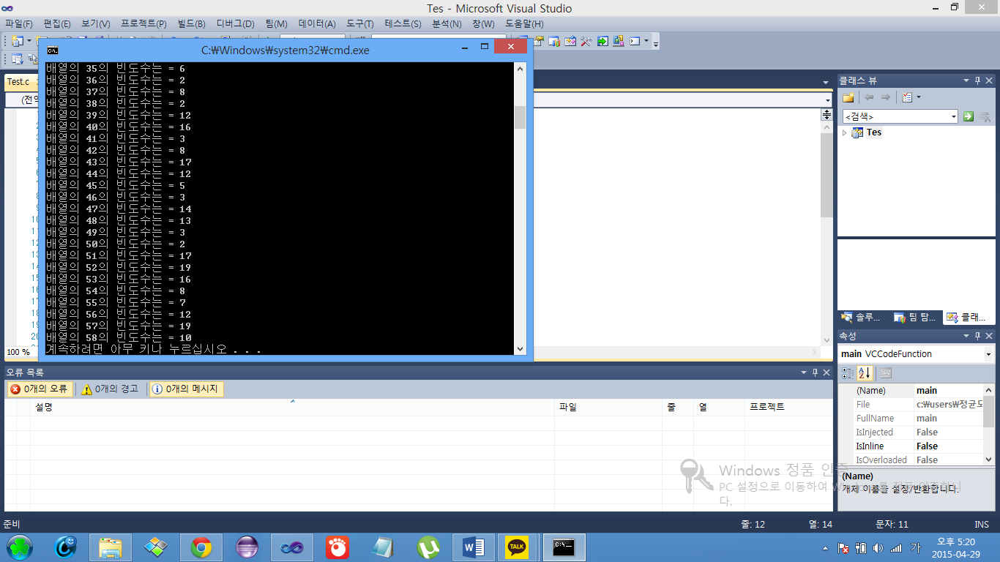 Tes - Microsoft Visual Studio
파일(F) 편집(E) 보기(V) 프로젝트(P) 빌드(B) 디버그(D) 팀(M) 데이터(A) 도구(T) 테스트(S) 분석(N) 창(W) 도움말(H)
C:\Windows\system32\cmd.exe
배열의 35의 빈도수는 = 6
배열의 36의 빈도수는 = 2
배열의 37의 빈도수는 = 8
배열의 38의 빈도수는 = 2
배열의 39의 빈도수는 = 12
배열의 40의 빈도수는 = 16
배열의 41의 빈도수는 = 3
배열의 42의 빈도수는 = 8
배열의 43의 빈도수는 = 17
배열의 44의 빈도수는 = 12
배열의 45의 빈도수는 = 5
배열의 46의 빈도수는 = 3
배열의 47의 빈도수는 = 14
배열의 48의 빈도수는 = 13
배열의 49의 빈도수는 = 3
배열의 50의 빈도수는 = 2
배열의 51의 빈도수는 = 17
배열의 52의 빈도수는 = 19
배열의 53의 빈도수는 = 16
배열의 54의 빈도수는 = 8
배열의 55의 빈도수는 = 7
배열의 56의 빈도수는 = 12
배열의 57의 빈도수는 = 19
배열의 58의 빈도수는 = 10
계속하려면 아무 키나 누르십시오 . . .
Test.c
(전역
100 %
클래스 뷰
<검색>
Tes
솔루... 팀 탐... 클래...
속성
main VCCodeFunction
(Name) main
File c:\users\정균도
FullName main
IsInjected False
IsInline False
IsOverloaded False
(Name)
개체 이름을 설정/반환합니다.
오류 목록
0개의 오류 0개의 경고 0개의 메시지
설명 파일 줄 열 프로젝트
Windows 정품 인증
PC 설정으로 이동하여 Windows를 정품 인증합니
다.
준비 줄: 12 열: 14 문자: 11 INS
TALK
가
오후 5:20
2015-04-29